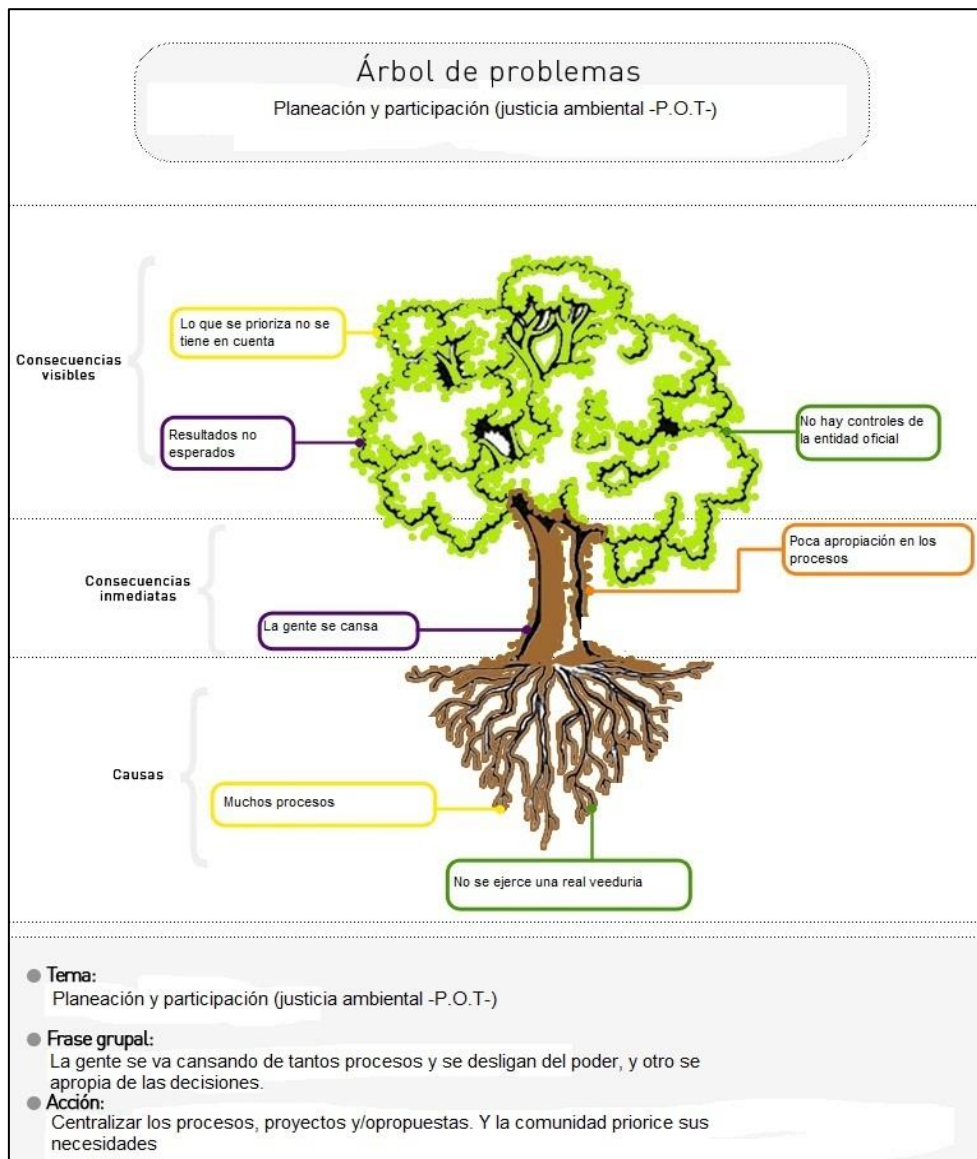 Árbol de problemas
Planeación y participación (justicia ambiental -P.O.T-)
Lo que se prioriza no se
tiene en cuenta
Consecuencias
visibles
Resultados no
esperados
No hay controles de
la entidad oficial
Poca apropiación en los
procesos
Consecuencias
inmediatas
La gente se cansa
Causas
Muchos procesos
No se ejerce una real veeduria
Tema:
Planeación y participación (justicia ambiental -P.O.T-)
Frase grupal:
La gente se va cansando de tantos procesos y se desligan del poder, y otro se
apropia de las decisiones.
Acción:
Centralizar los procesos, proyectos y/opropuestas. Y la comunidad priorice sus
necesidades